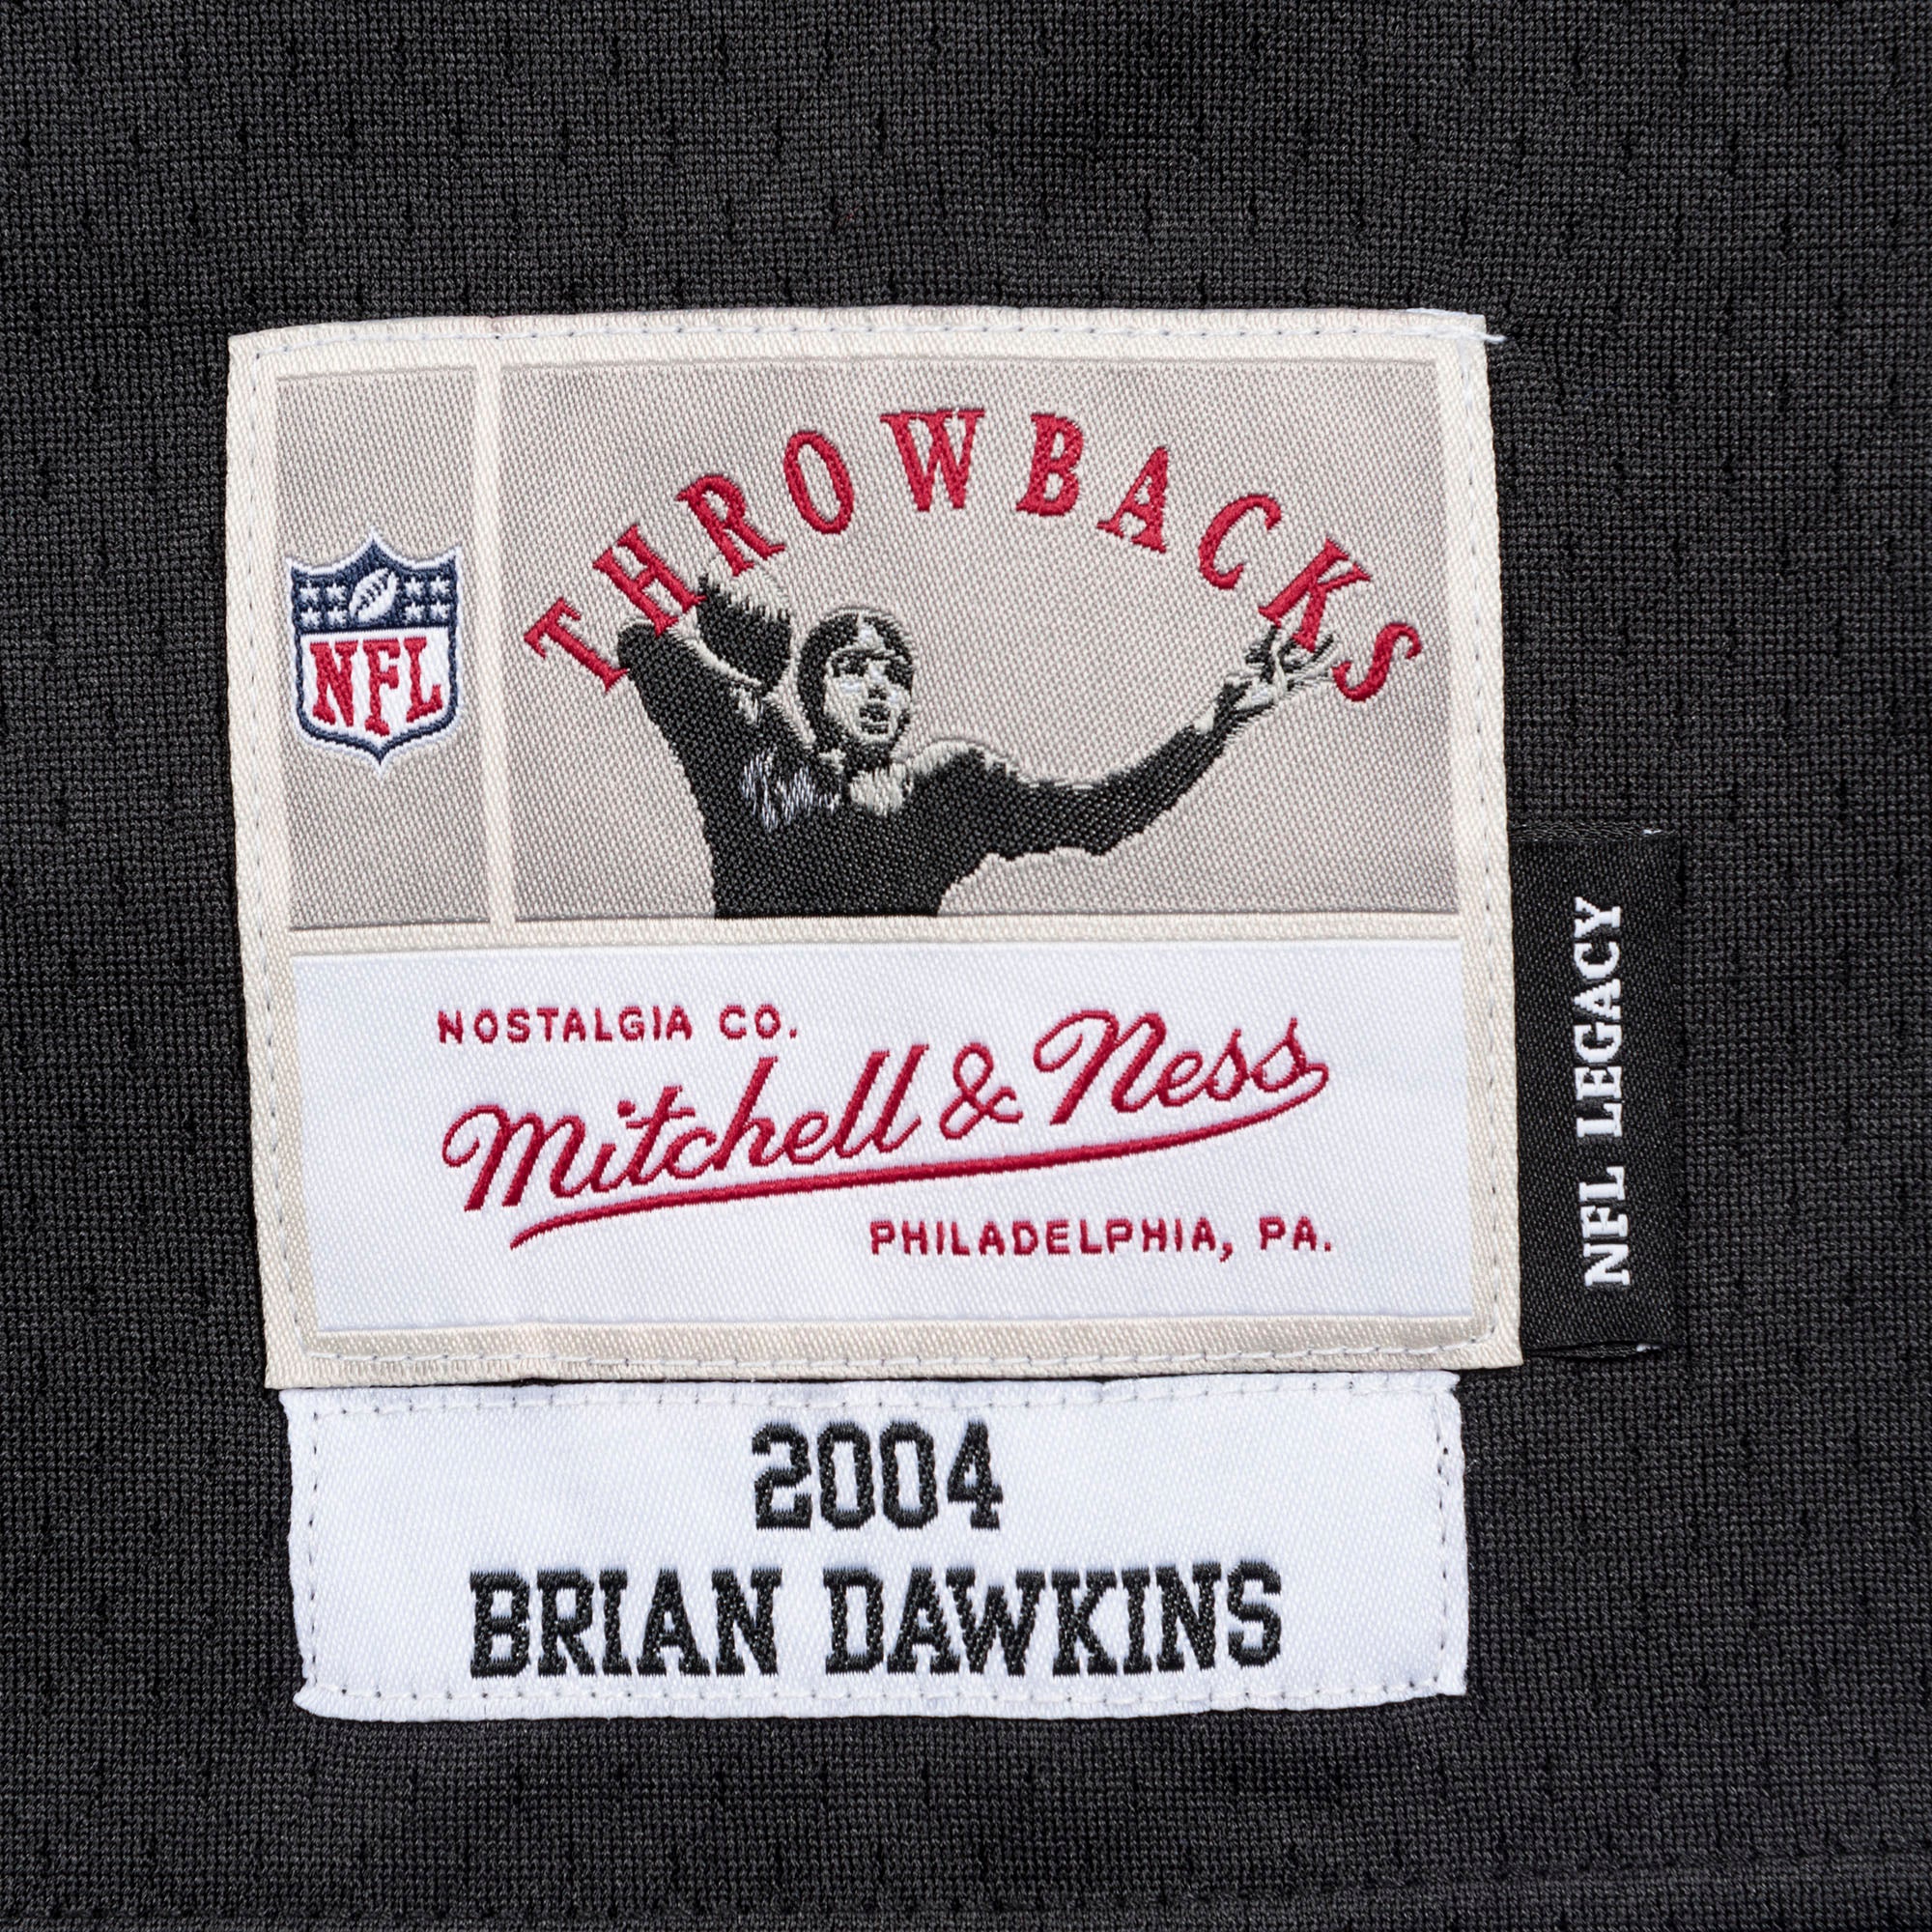 THROWBACKS
NFL
NOSTALGIA CO.
Mitchell & Ness
PHILADELPHIA, PA.
NFL LEGACY
2004
BRIAN DAWKINS